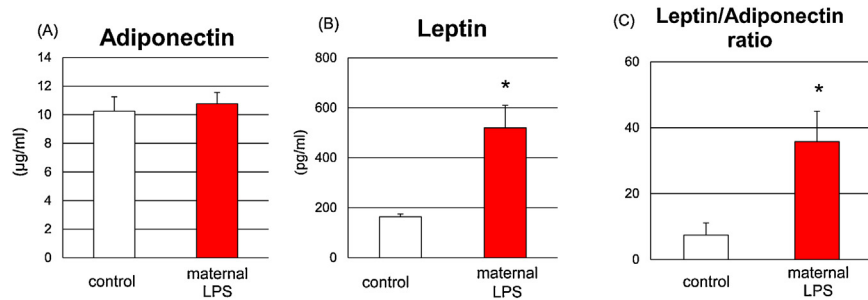 (A)
Adiponectin
(μg/ml)
14
12
10
8
6
4
2
0
control
maternal
LPS
(B)
Leptin
(pg/ml)
800
600
400
200
0
*
control
maternal
LPS
(C)
Leptin/Adiponectin
ratio
60
40
20
0
*
control
maternal
LPS